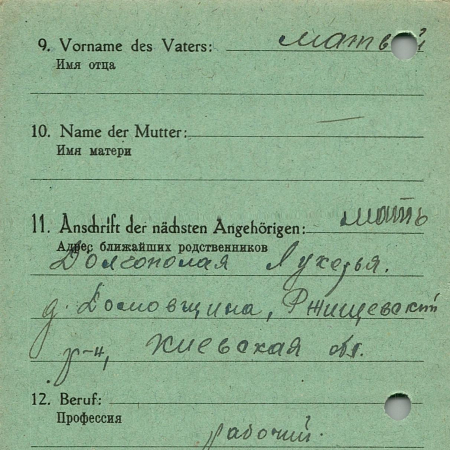 9. Vorname des Vaters: Матвей
Имя отца
10. Name der Mutter: —
Имя матери
11. Anschrift der nächsten Angehörigen: мать
Адрес ближайших родственников
Долгополая Лукерья.
д. Домовщина, Ржищевский
р-н, Киевская обл.
12. Beruf:
Профессия
рабочий.